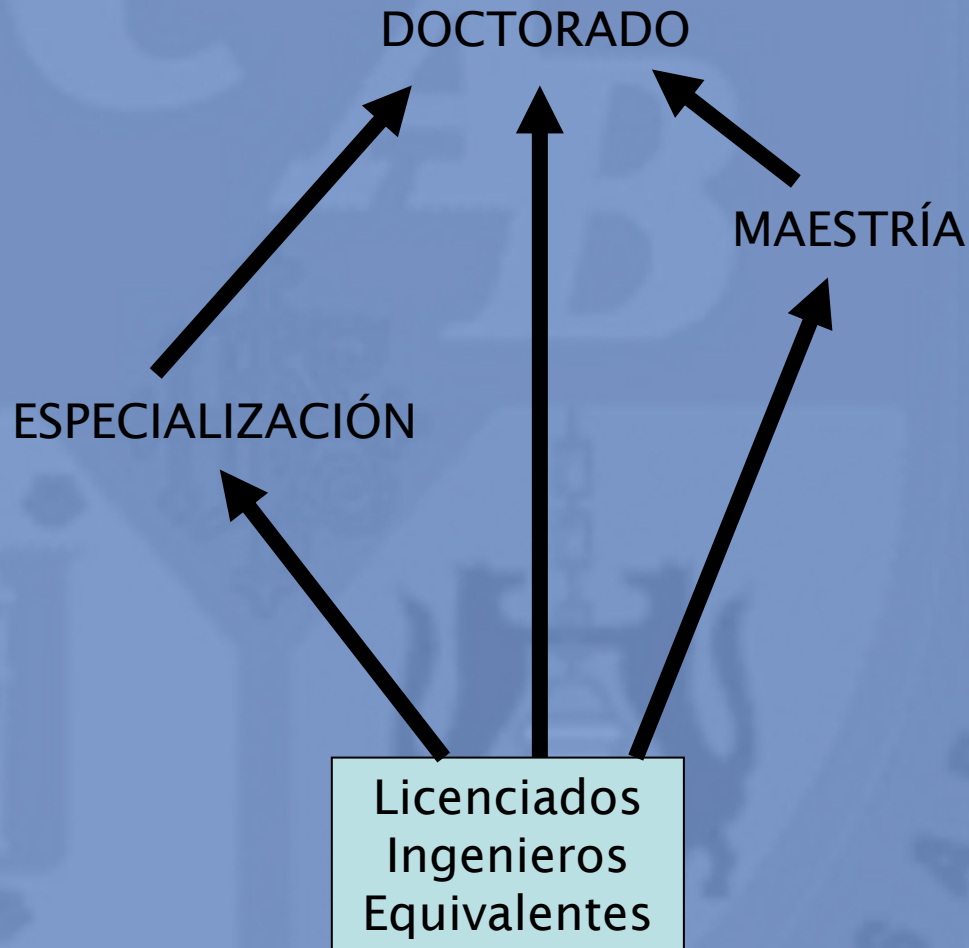 DOCTORADO
MAESTRÍA
ESPECIALIZACIÓN
Licenciados
Ingenieros
Equivalentes